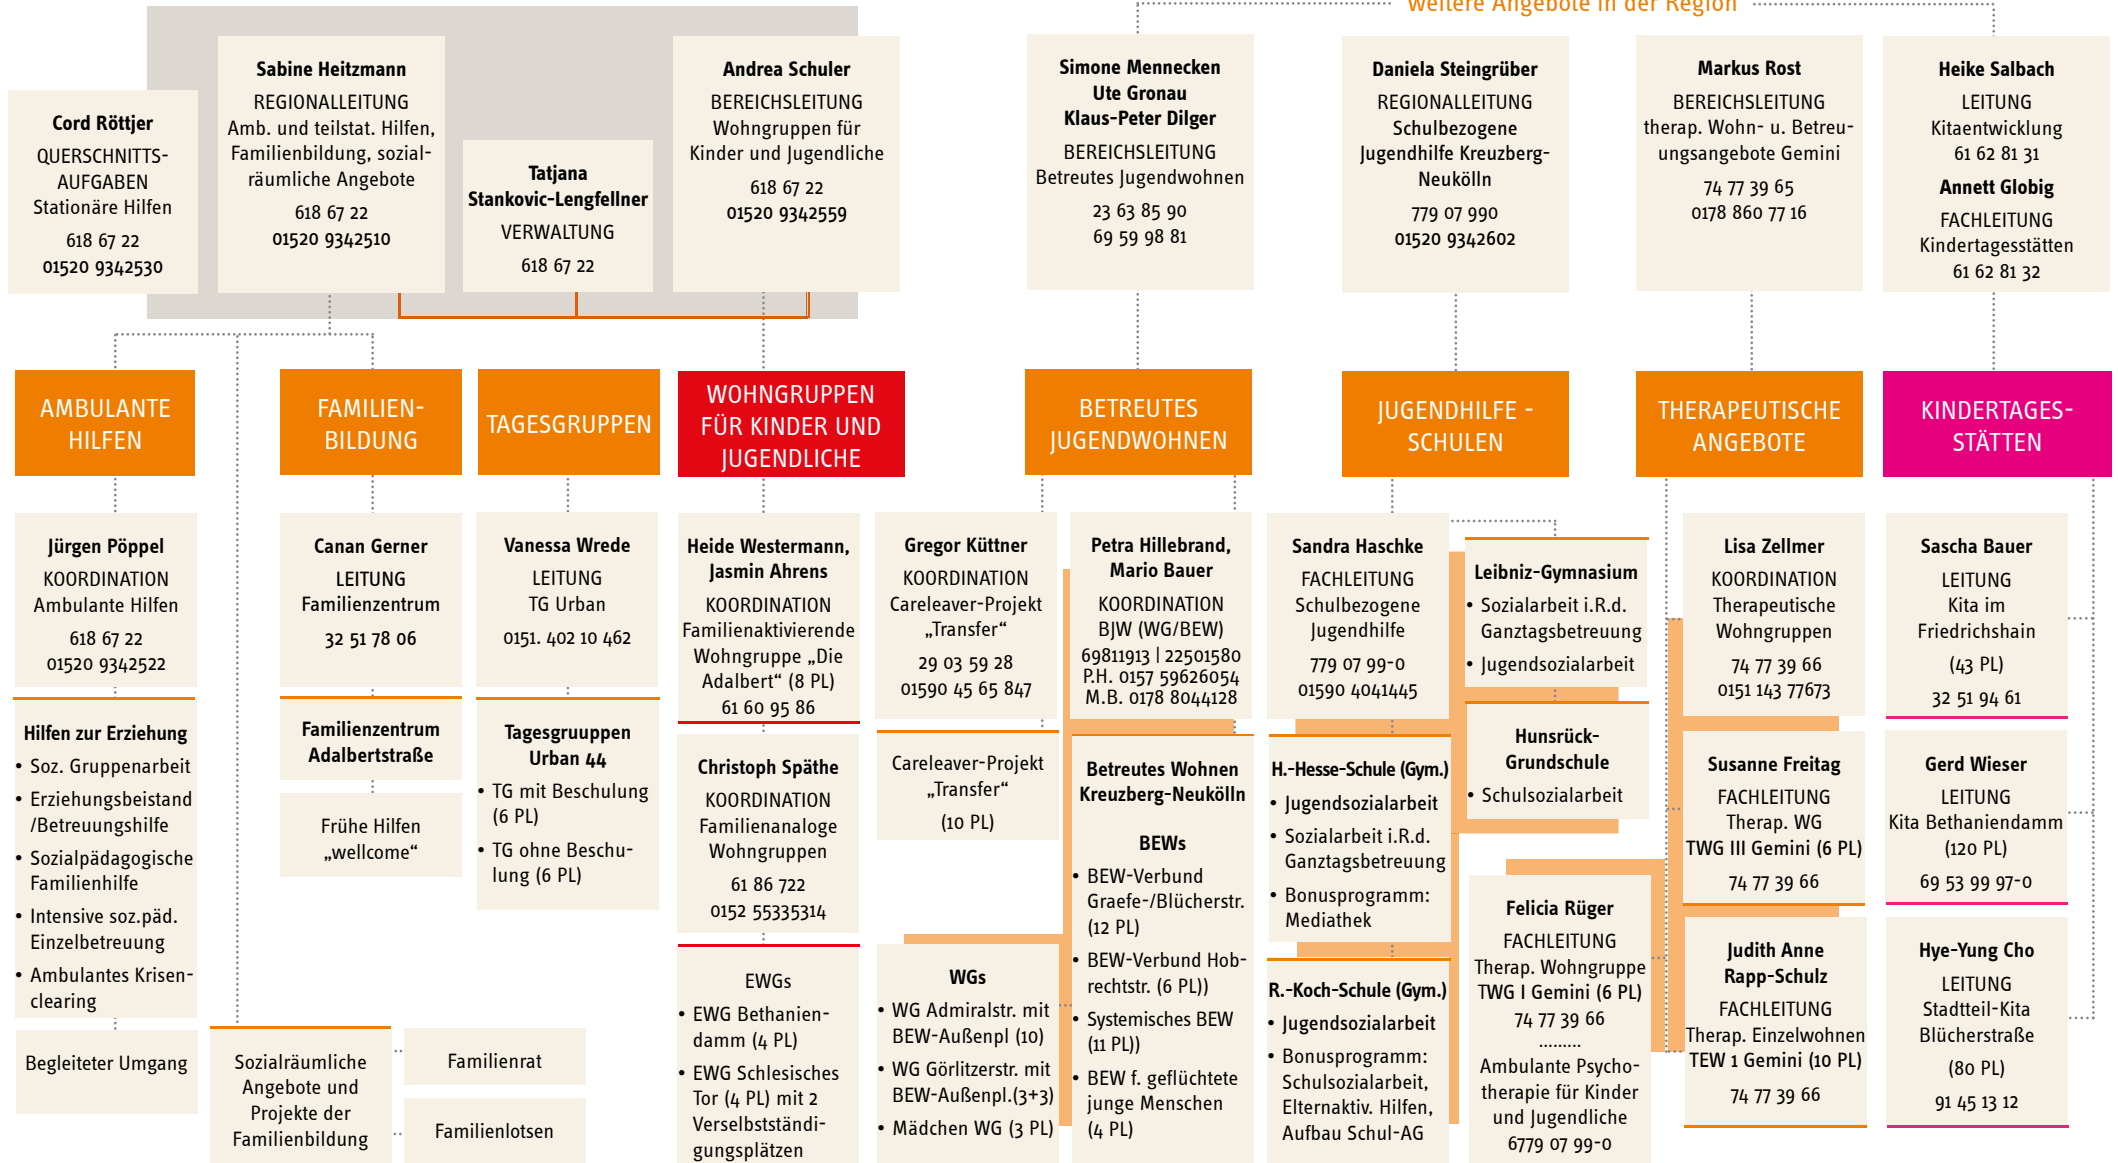 weitere Angebote in der Region
Cord Röttjer
QUERSCHNITTS-
AUFGABEN
Stationäre Hilfen
618 67 22
01520 9342530
Sabine Heitzmann
REGIONALLEITUNG
Amb. und teilstat. Hilfen,
Familienbildung, sozial-
räumliche Angebote
618 67 22
01520 9342510
Tatjana
Stankovic-Lengfellner
VERWALTUNG
618 67 22
Andrea Schuler
BEREICHSLEITUNG
Wohngruppen für
Kinder und Jugendliche
618 67 22
01520 9342559
Simone Mennecken
Ute Gronau
Klaus-Peter Dilger
BEREICHSLEITUNG
Betreutes Jugendwohnen
23 63 85 90
69 59 98 81
Daniela Steingrüber
REGIONALLEITUNG
Schulbezogene
Jugendhilfe Kreuzberg-
Neukölln
779 07 990
01520 9342602
Markus Rost
BEREICHSLEITUNG
therap. Wohn- u. Betreu-
ungsangebote Gemini
74 77 39 65
0178 860 77 16
Heike Salbach
LEITUNG
Kitaentwicklung
61 62 81 31
Annett Globig
FACHLEITUNG
Kindertagesstätten
61 62 81 32
AMBULANTE
HILFEN
FAMILIEN-
BILDUNG
TAGESGRUPPEN
WOHNGRUPPEN
FÜR KINDER UND
JUGENDLICHE
BETREUTES
JUGENDWOHNEN
JUGENDHILFE -
SCHULEN
THERAPEUTISCHE
ANGEBOTE
KINDERTAGES-
STÄTTEN
Jürgen Pöppel
KOORDINATION
Ambulante Hilfen
618 67 22
01520 9342522
Hilfen zur Erziehung
• Soz. Gruppenarbeit
• Erziehungsbeistand
/Betreuungshilfe
• Sozialpädagogische
Familienhilfe
• Intensive soz.päd.
Einzelbetreuung
• Ambulantes Krisen-
clearing
Begleiteter Umgang
Canan Gerner
LEITUNG
Familienzentrum
32 51 78 06
Familienzentrum
Adalbertstraße
Frühe Hilfen
„wellcome“
Sozialräumliche
Angebote und
Projekte der
Familienbildung
Familienrat
Familienlotsen
Vanessa Wrede
LEITUNG
TG Urban
0151. 402 10 462
Tagesgruuppen
Urban 44
• TG mit Beschulung
(6 PL)
• TG ohne Beschu-
lung (6 PL)
Heide Westermann,
Jasmin Ahrens
KOORDINATION
Familienaktivierende
Wohngruppe „Die
Adalbert“ (8 PL)
61 60 95 86
Christoph Späthe
KOORDINATION
Familienanaloge
Wohngruppen
61 86 722
0152 55335314
EWGs
• EWG Bethanien-
damm (4 PL)
• EWG Schlesisches
Tor (4 PL) mit 2
Verselbstständi-
gungsplätzen
Gregor Küttner
KOORDINATION
Careleaver-Projekt
„Transfer“
29 03 59 28
01590 45 65 847
Careleaver-Projekt
„Transfer“
(10 PL)
WGs
• WG Admiralstr. mit
BEW-Außenpl (10)
• WG Görlitzerstr. mit
BEW-Außenpl.(3+3)
• Mädchen WG (3 PL)
Petra Hillebrand,
Mario Bauer
KOORDINATION
BJW (WG/BEW)
69811913 | 22501580
P.H. 0157 59626054
M.B. 0178 8044128
Betreutes Wohnen
Kreuzberg-Neukölln
BEWs
• BEW-Verbund
Graefe-/Blücherstr.
(12 PL)
• BEW-Verbund Hob-
rechtstr. (6 PL))
• Systemisches BEW
(11 PL))
• BEW f. geflüchtete
junge Menschen
(4 PL)
Sandra Haschke
FACHLEITUNG
Schulbezogene
Jugendhilfe
779 07 99-0
01590 4041445
H.-Hesse-Schule (Gym.)
• Jugendsozialarbeit
• Sozialarbeit i.R.d.
Ganztagsbetreuung
• Bonusprogramm:
Mediathek
R.-Koch-Schule (Gym.)
• Jugendsozialarbeit
• Bonusprogramm:
Schulsozialarbeit,
Elternaktiv. Hilfen,
Aufbau Schul-AG
Leibniz-Gymnasium
• Sozialarbeit i.R.d.
Ganztagsbetreuung
• Jugendsozialarbeit
Hunsrück-
Grundschule
• Schulsozialarbeit
Felicia Rüger
FACHLEITUNG
Therap. Wohngruppe
TWG I Gemini (6 PL)
74 77 39 66
.........
Ambulante Psycho-
therapie für Kinder
und Jugendliche
6779 07 99-0
Lisa Zellmer
KOORDINATION
Therapeutische
Wohngruppen
74 77 39 66
0151 143 77673
Susanne Freitag
FACHLEITUNG
Therap. WG
TWG III Gemini (6 PL)
74 77 39 66
Judith Anne
Rapp-Schulz
FACHLEITUNG
Therap. Einzelwohnen
TEW 1 Gemini (10 PL)
74 77 39 66
Sascha Bauer
LEITUNG
Kita im
Friedrichshain
(43 PL)
32 51 94 61
Gerd Wieser
LEITUNG
Kita Bethaniendamm
(120 PL)
69 53 99 97-0
Hye-Yung Cho
LEITUNG
Stadtteil-Kita
Blücherstraße
(80 PL)
91 45 13 12